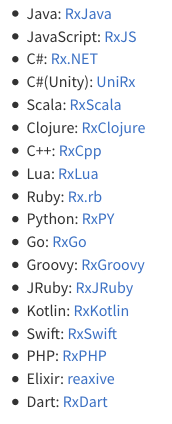 Java: RxJava
JavaScript: RxJS
C#: Rx.NET
C#(Unity): UniRx
Scala: RxScala
Clojure: RxClojure
C++: RxCpp
Lua: RxLua
Ruby: Rx.rb
Python: RxPY
Go: RxGo
Groovy: RxGroovy
JRuby: RxJRuby
Kotlin: RxKotlin
Swift: RxSwift
PHP: RxPHP
Elixir: reaxive
Dart: RxDart